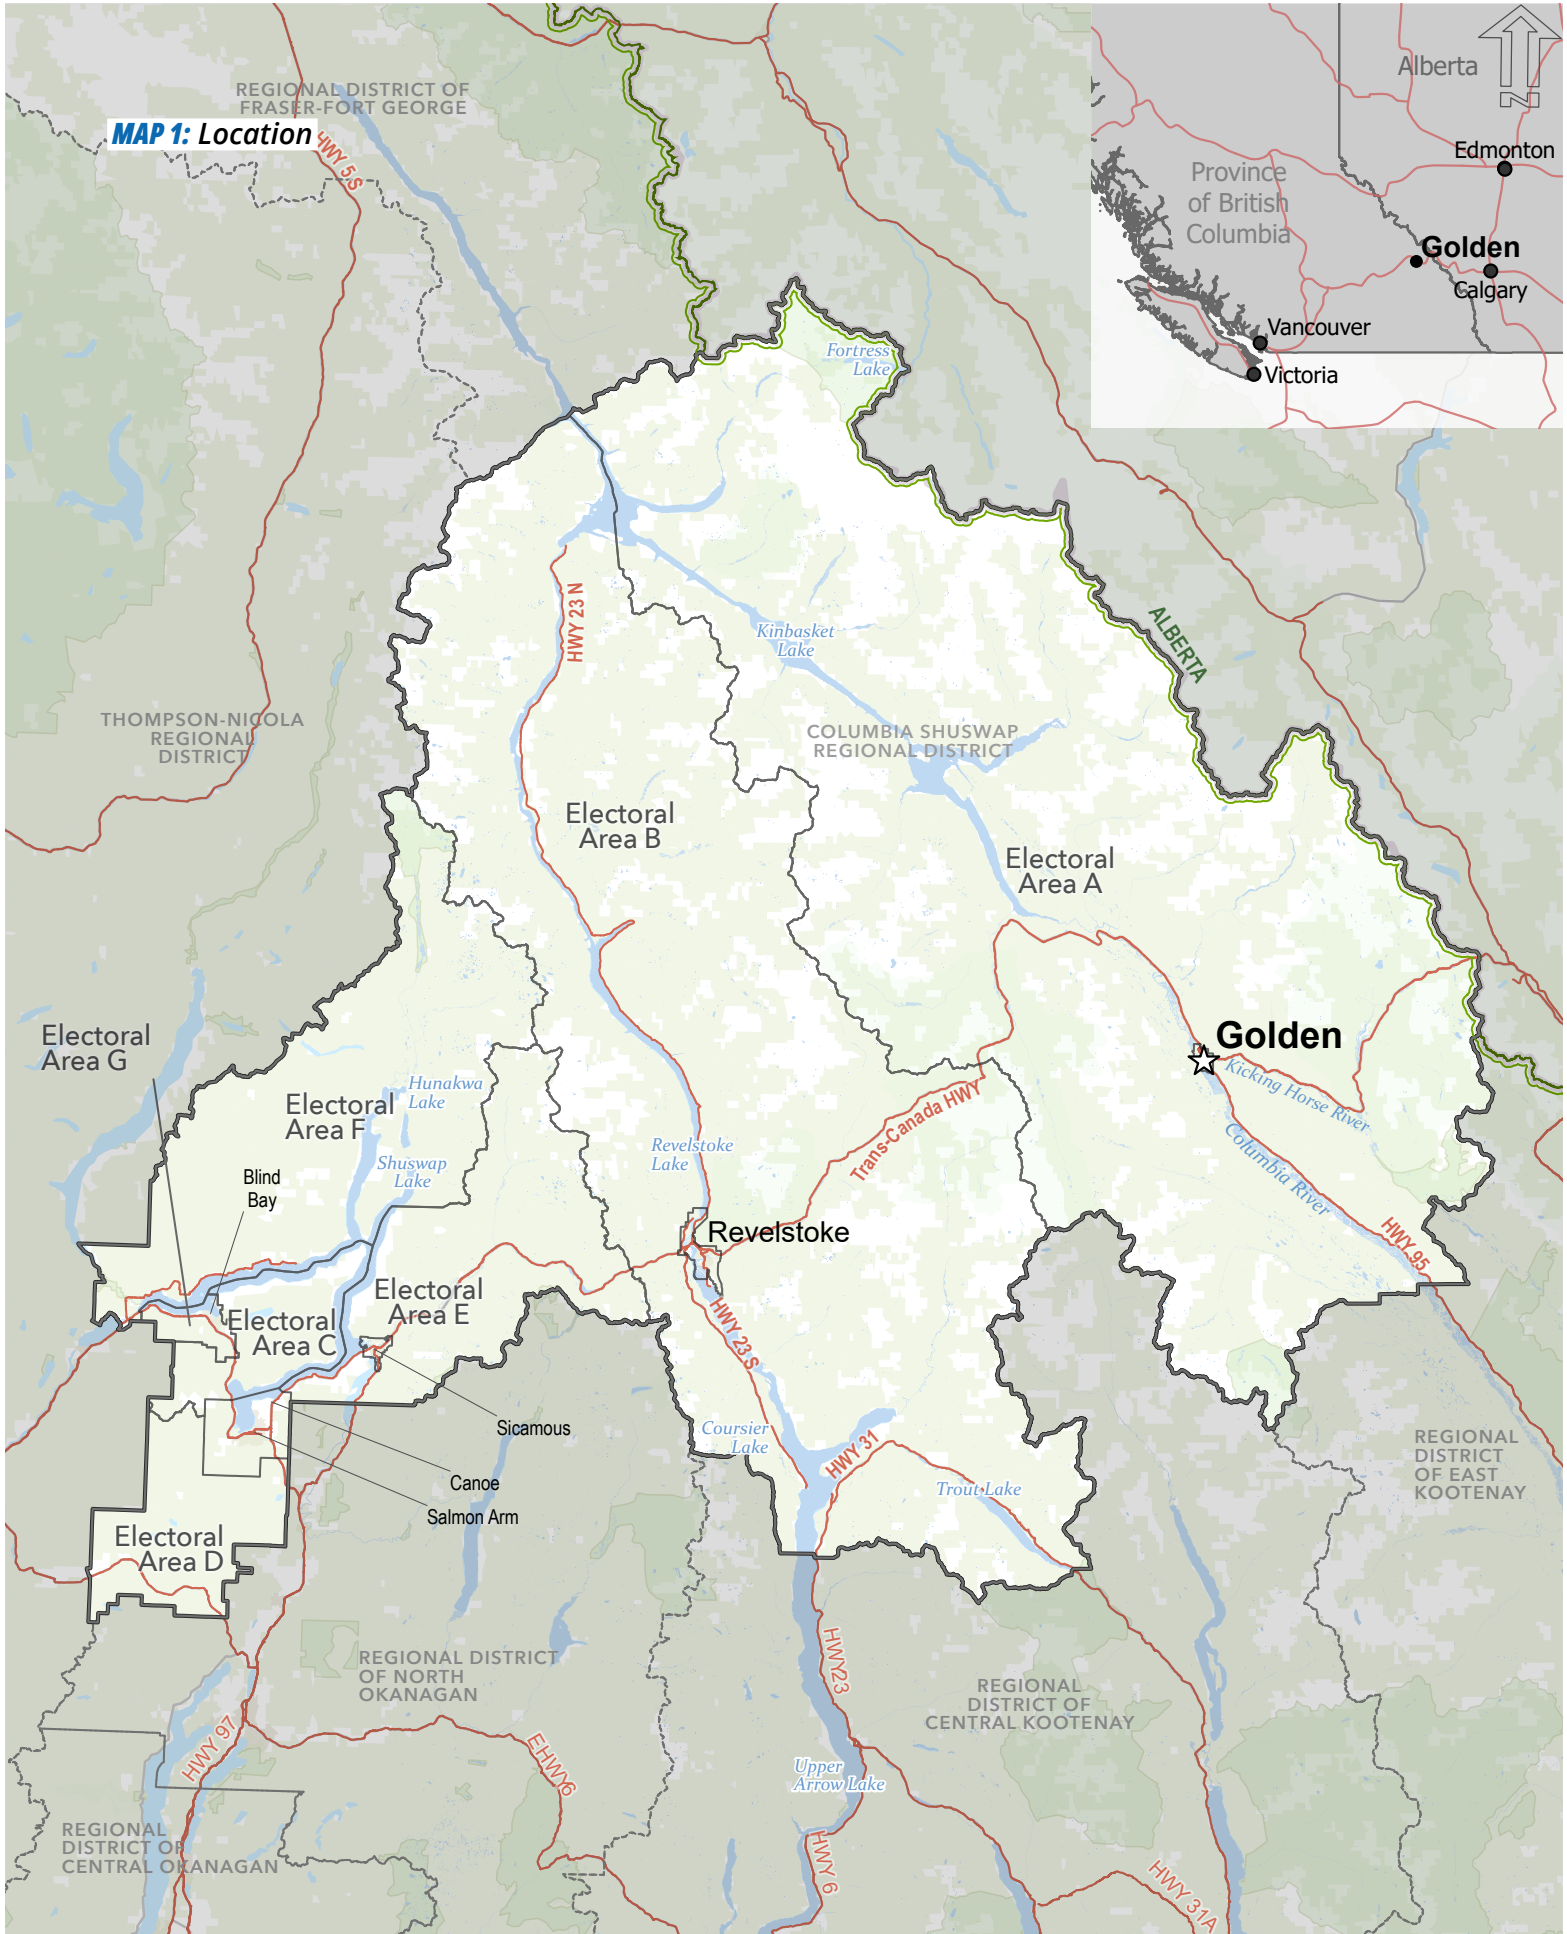 REGIONAL DISTRICT OF
FRASER-FORT GEORGE
MAP 1: Location
HWY 5 S
Alberta
N
Edmonton
Province
of British
Columbia
Golden
Calgary
Vancouver
Victoria
Fortress
Lake
HWY 23 N
Kinbasket
Lake
ALBERTA
THOMPSON-NICOLA
REGIONAL
DISTRICT
COLUMBIA SHUSWAP
REGIONAL DISTRICT
Electoral
Area B
Electoral
Area A
Electoral
Area G
Golden
Kicking Horse River
Columbia River
HWY 95
Hunakwa
Lake
Electoral
Area F
Shuswap
Lake
Revelstoke
Lake
Trans-Canada HWY
Blind
Bay
Revelstoke
Electoral
Area E
Electoral
Area C
HWY 23 S
Sicamous
Coursier
Lake
HWY 31
Canoe
Trout Lake
Salmon Arm
REGIONAL
DISTRICT
OF EAST
KOOTENAY
Electoral
Area D
REGIONAL DISTRICT
OF NORTH
OKANAGAN
HWY23
REGIONAL
DISTRICT OF
CENTRAL KOOTENAY
HWY 97
EHWY6
Upper
Arrow Lake
REGIONAL
DISTRICT OF
CENTRAL OKANAGAN
HWY 6
HWY 31A